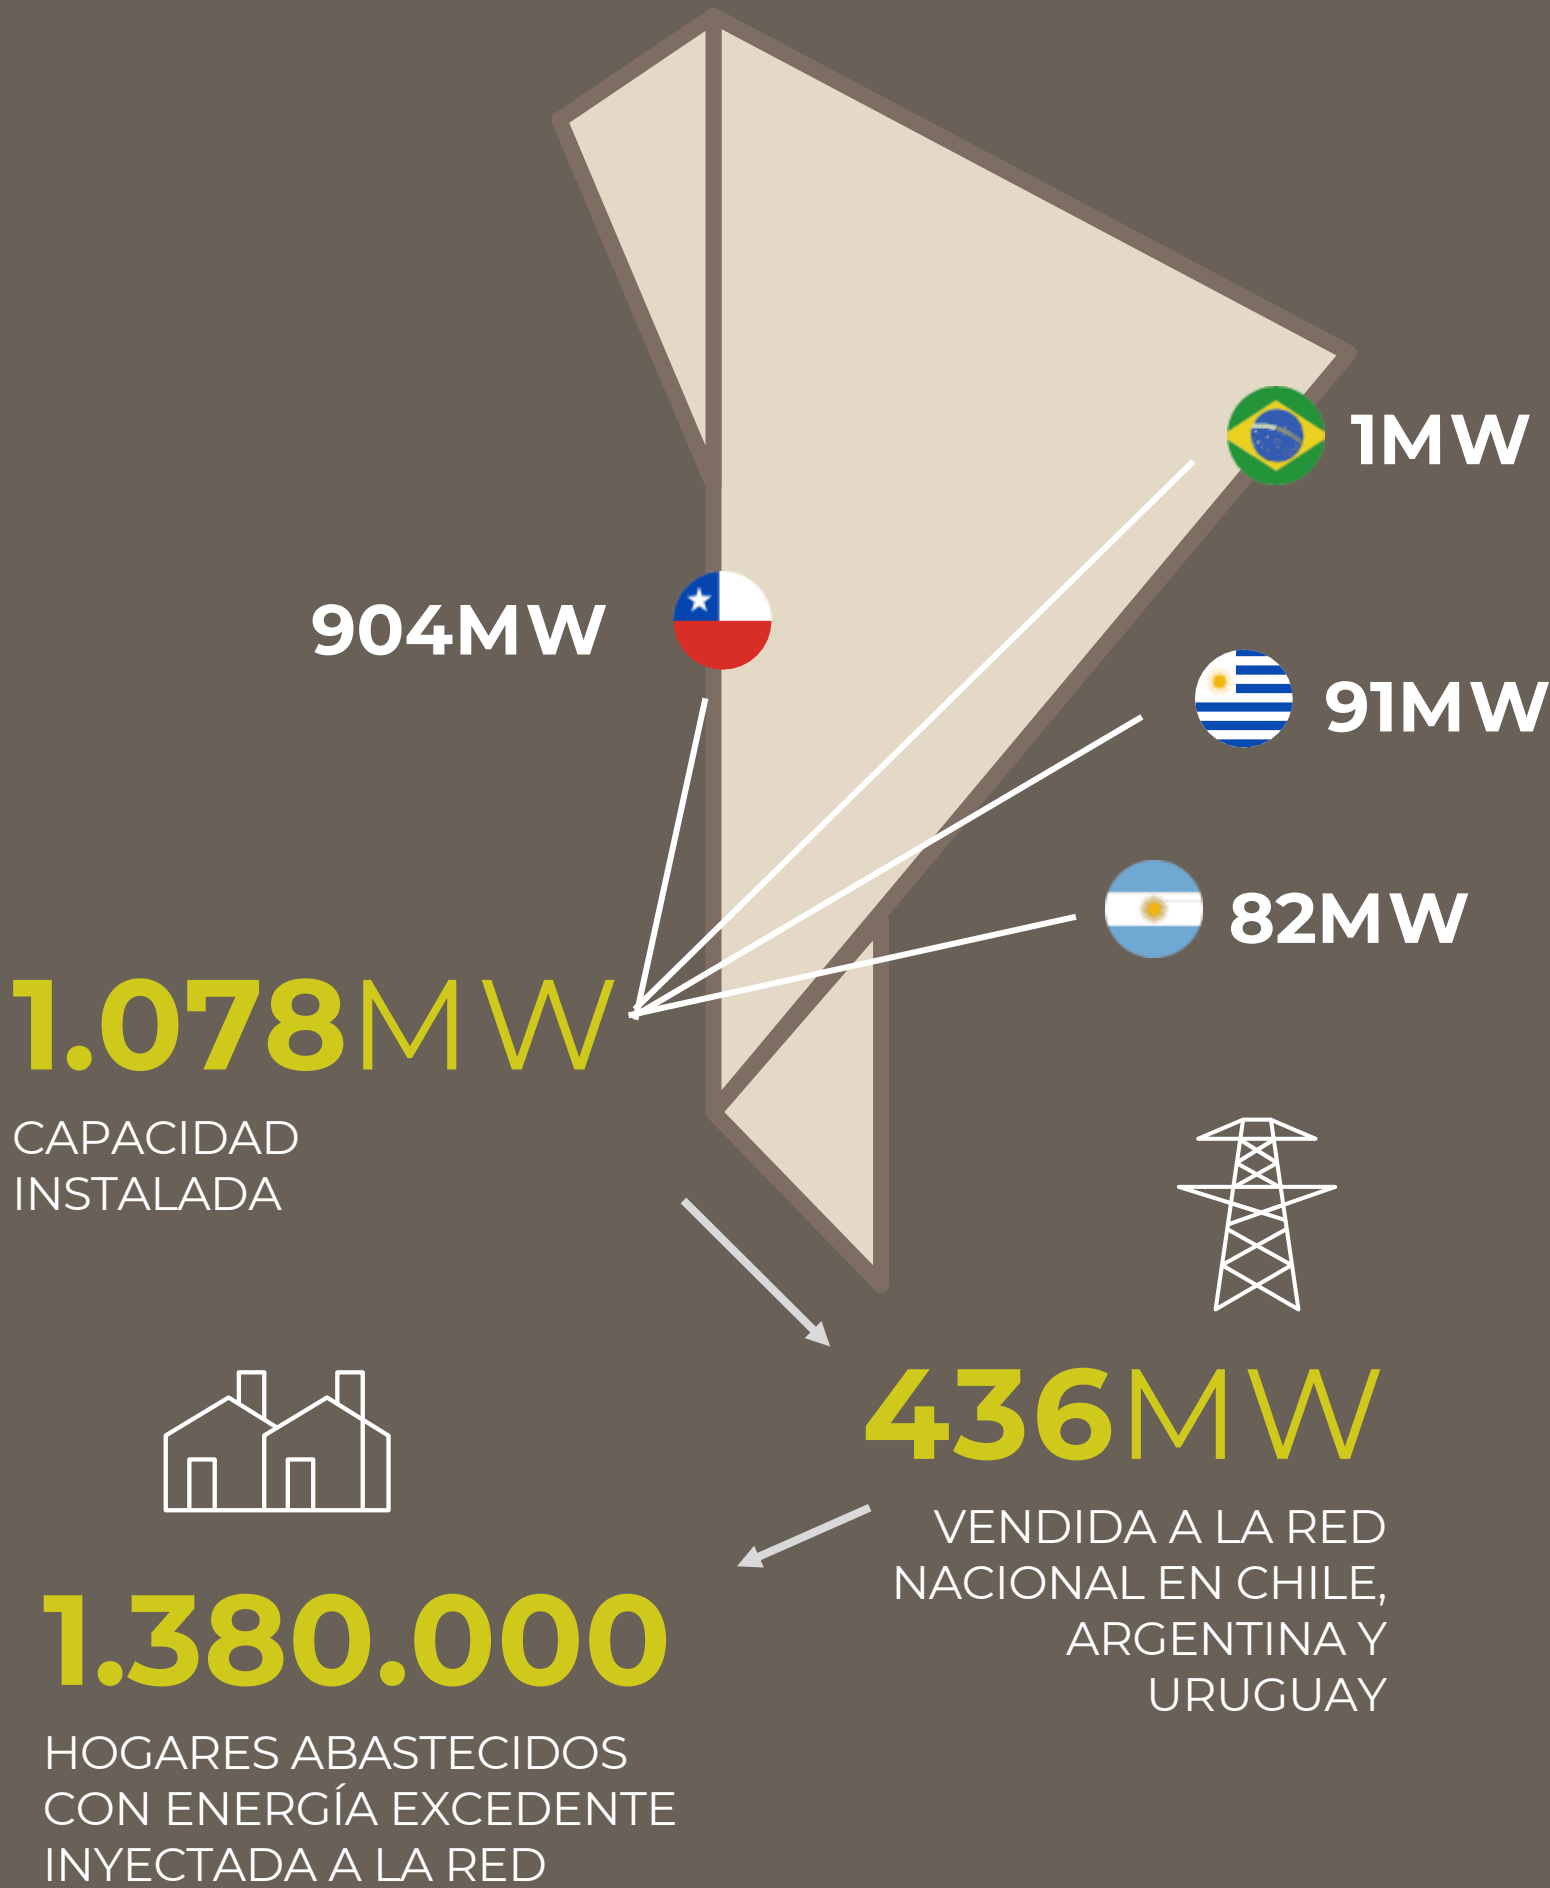 1MW
904MW
91MW
82MW
1.078MW
CAPACIDAD
INSTALADA
436MW
VENDIDA A LA RED
NACIONAL EN CHILE,
ARGENTINA Y
URUGUAY
1.380.000
HOGARES ABASTECIDOS
CON ENERGÍA EXCEDENTE
INYECTADA A LA RED